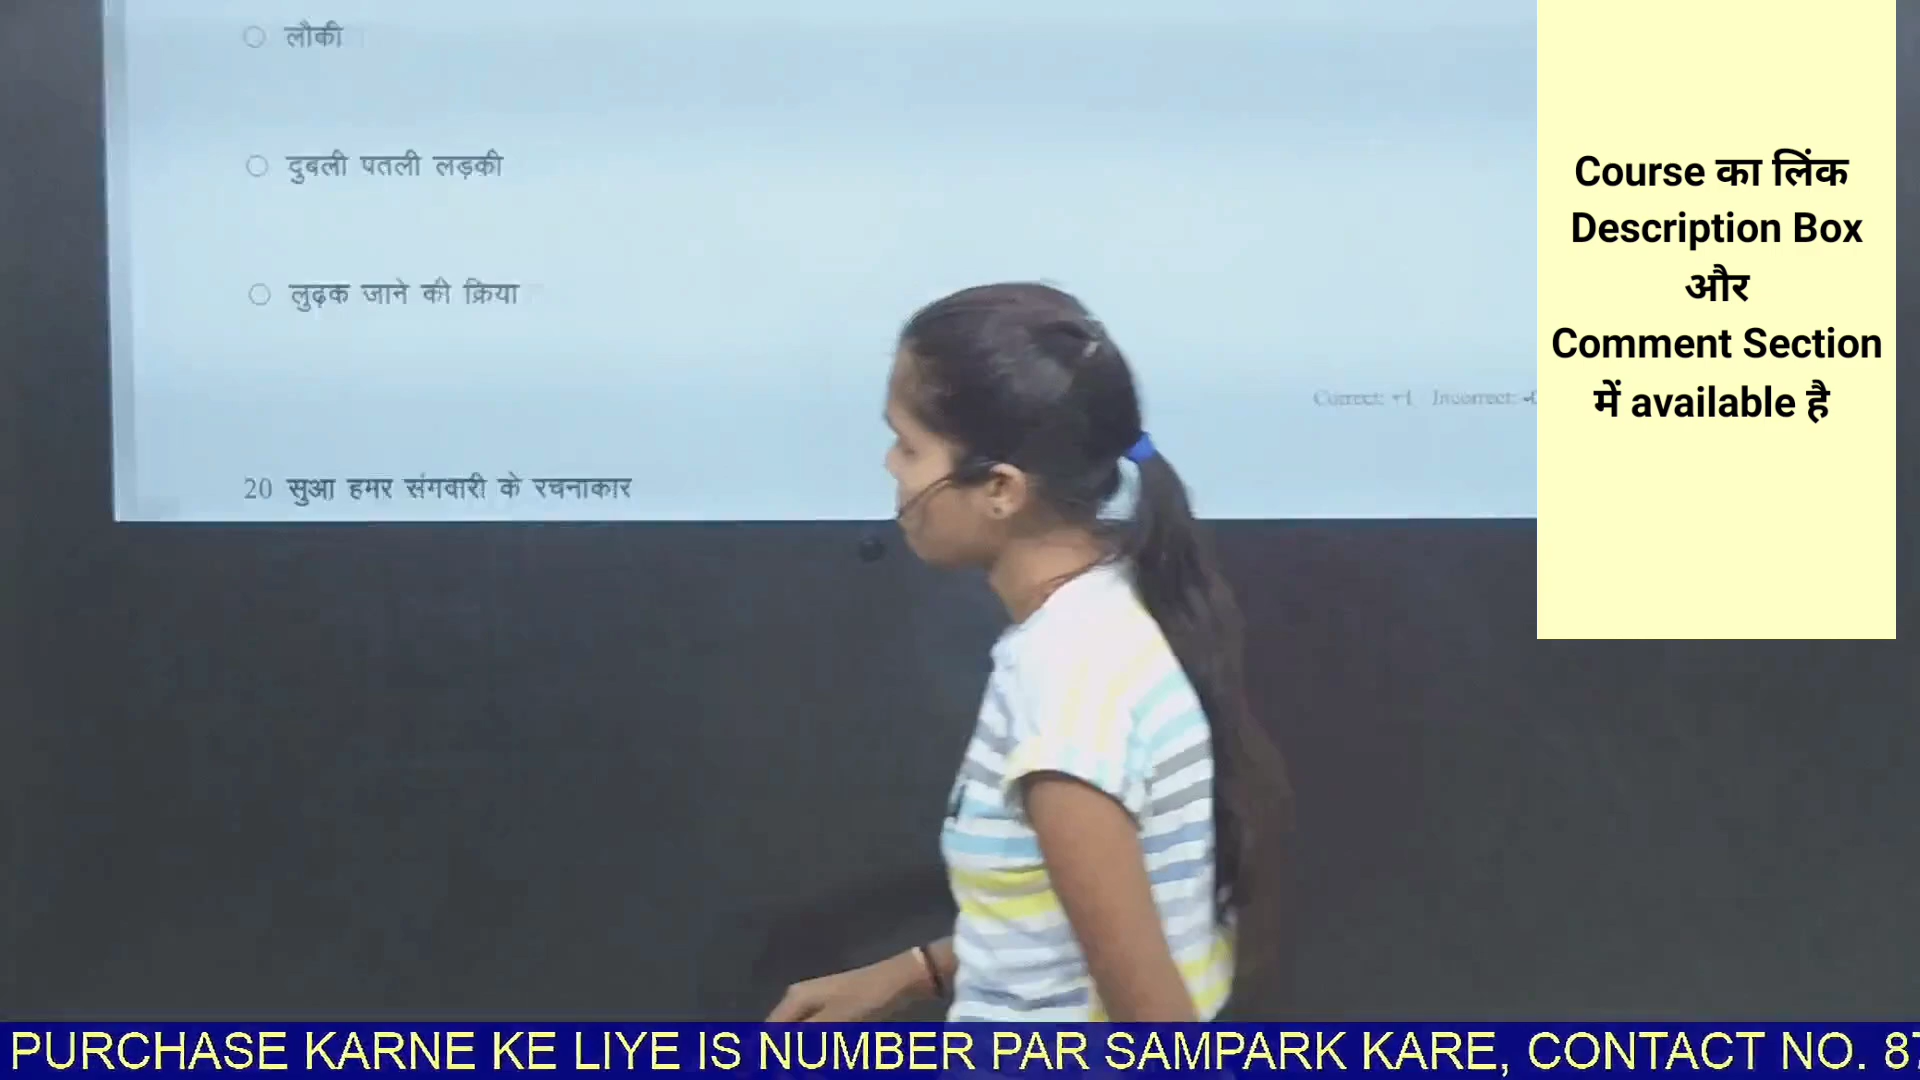 लौकी
दुबली पतली लड़की
लुढ़क जाने की क्रिया
Correct: +1 Incorrect:
20 सुआ हमर संगवारी के रचनाकार
Course का लिंक
Description Box
और
Comment Section
में available है
PURCHASE KARNE KE LIYE IS NUMBER PAR SAMPARK KARE, CONTACT NO. 87